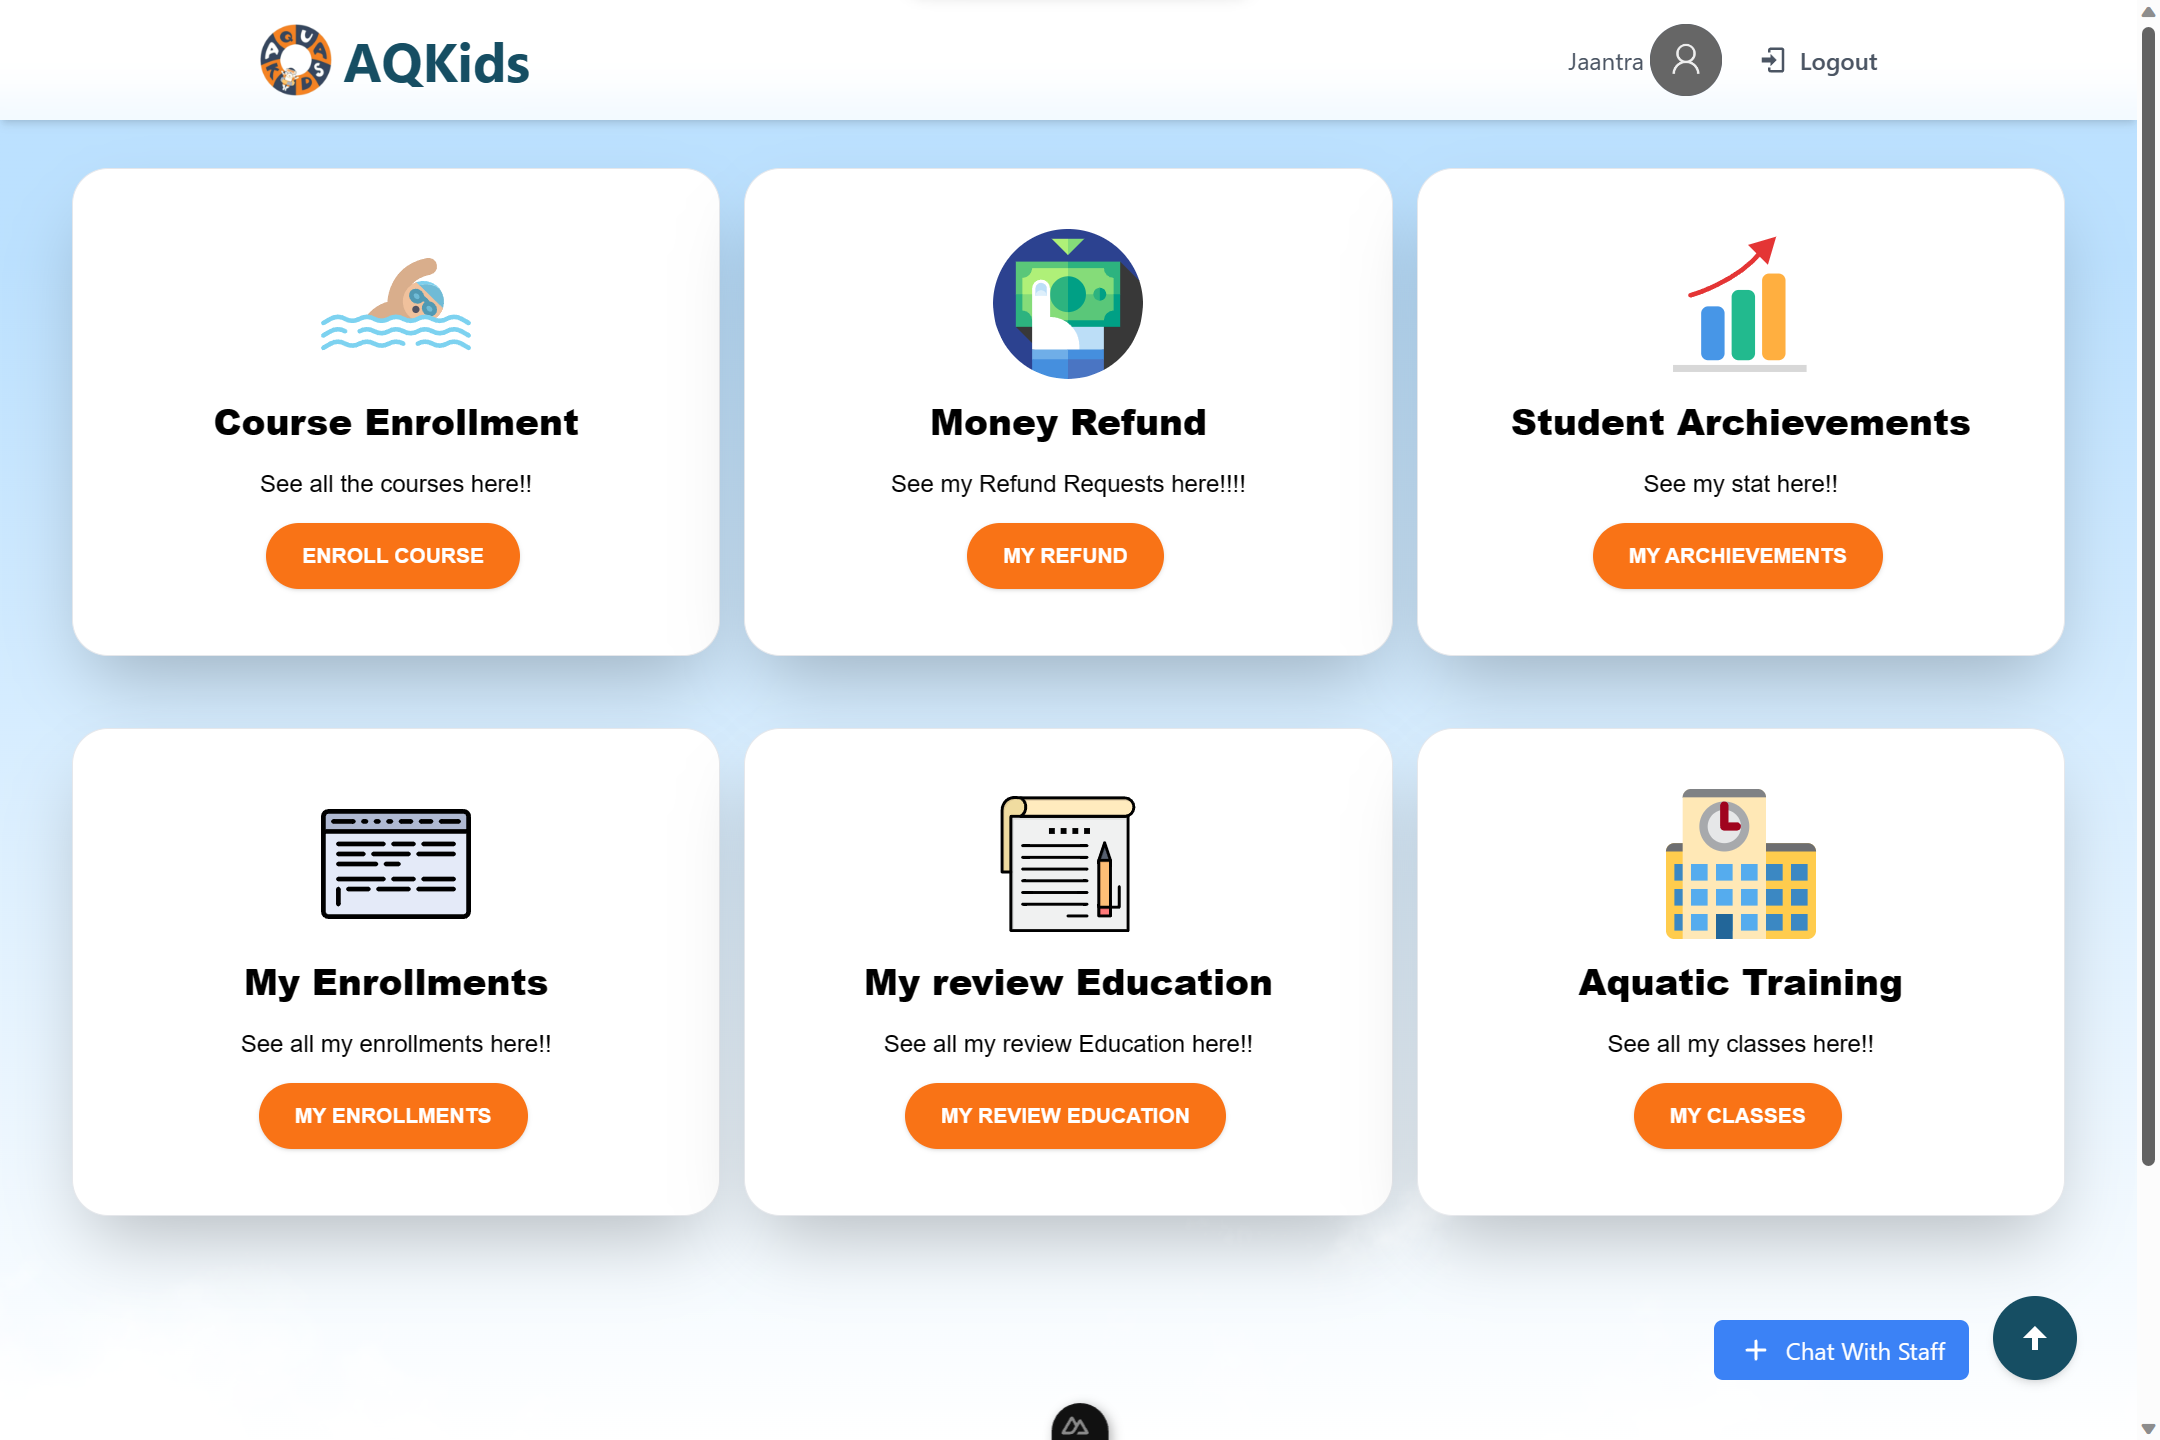 AQUA KIDS
AQKids
Jaantra
Logout
Course Enrollment
See all the courses here!!
ENROLL COURSE
Money Refund
See my Refund Requests here!!!!
MY REFUND
Student Archievements
See my stat here!!
MY ARCHIEVEMENTS
My Enrollments
See all my enrollments here!!
MY ENROLLMENTS
My review Education
See all my review Education here!!
MY REVIEW EDUCATION
Aquatic Training
See all my classes here!!
MY CLASSES
Chat With Staff